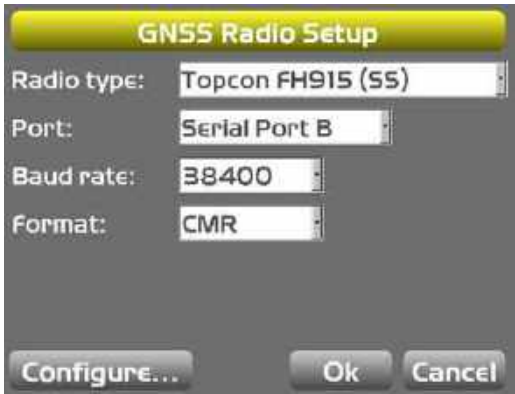 GNSS Radio Setup
Radio type: Topcon FH915 (SS)
Port: Serial Port B
Baud rate: 38400
Format: CMR
Configure... Ok Cancel